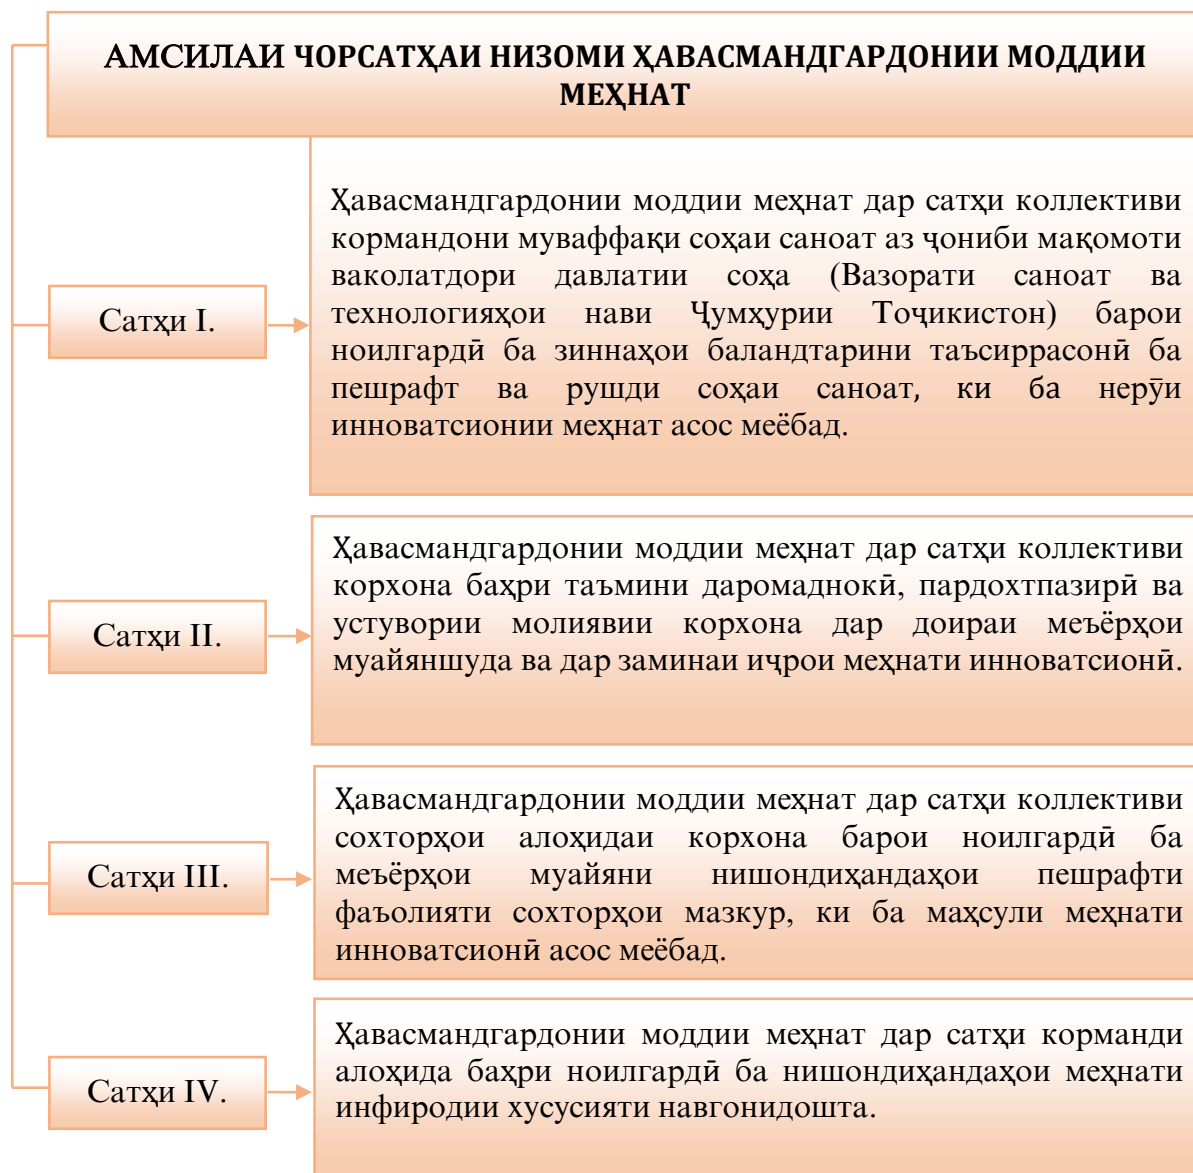 АМСИЛАИ ЧОРСАТҲАИ НИЗОМИ ҲАВАСМАНДГАРДОНИИ МОДДИИ
МЕҲНАТ
Сатҳи I.
Ҳавасмандгардонии моддии меҳнат дар сатҳи коллективи
кормандони муваффақи соҳаи саноат аз ҷониби мақомоти
ваколатдори давлатии соҳа (Вазорати саноат ва
технологияҳои нави Ҷумҳурии Тоҷикистон) барои
ноилгардӣ ба зиннаҳои баландтарини таъсиррасонӣ ба
пешрафт ва рушди соҳаи саноат, ки ба нерӯи
инноватсионии меҳнат асос меёбад.
Сатҳи II.
Ҳавасмандгардонии моддии меҳнат дар сатҳи коллективи
корхона баҳри таъмини даромаднокӣ, пардохтпазирӣ ва
устувории молиявии корхона дар доираи меъёрҳои
муайяншуда ва дар заминаи иҷрои меҳнати инноватсионӣ.
Сатҳи III.
Ҳавасмандгардонии моддии меҳнат дар сатҳи коллективи
сохторҳои алоҳидаи корхона барои ноилгардӣ ба
меъёрҳои муайяни нишондиҳандаҳои пешрафти
фаъолияти сохторҳои мазкур, ки ба маҳсули меҳнати
инноватсионӣ асос меёбад.
Сатҳи IV.
Ҳавасмандгардонии моддии меҳнат дар сатҳи корманди
алоҳида баҳри ноилгардӣ ба нишондиҳандаҳои меҳнати
инфиродии хусусияти навгонидошта.